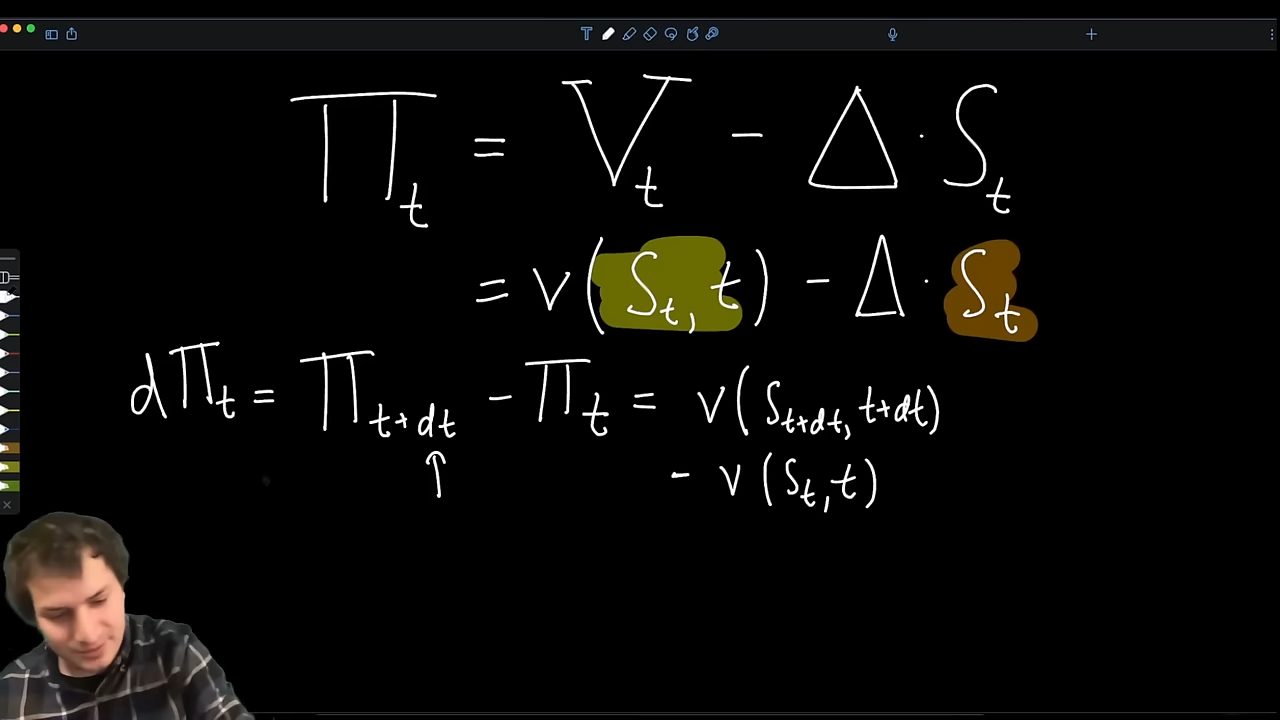 Π_t = V_t − Δ · S_t
= v(S_t, t) − Δ · S_t
dΠ_t = Π_{t+dt} − Π_t = v(S_{t+dt}, t+dt)
↑ − v(S_t, t)